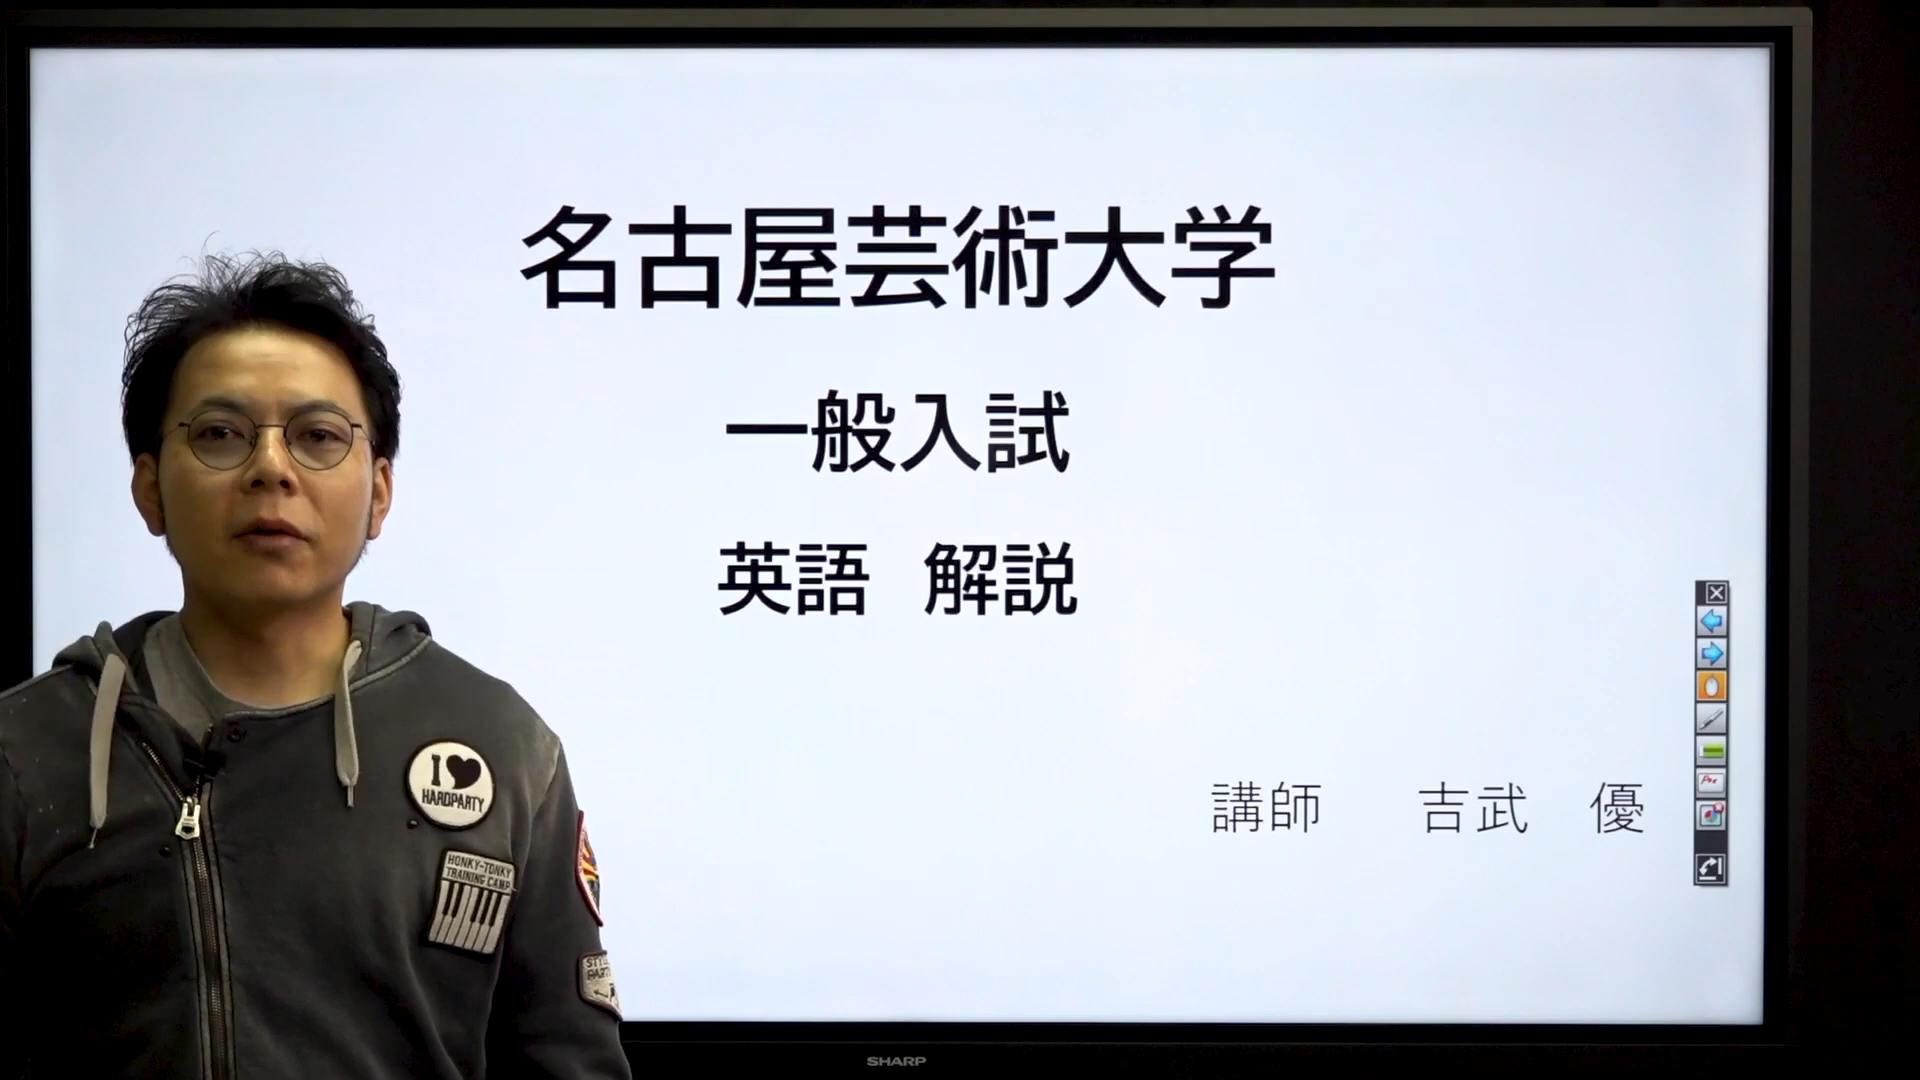 名古屋芸術大学
一般入試
英語 解説
講師 吉武 優
I
HARDPARTY
HONKY-TONKY
TRAINING CAMP
SHARP